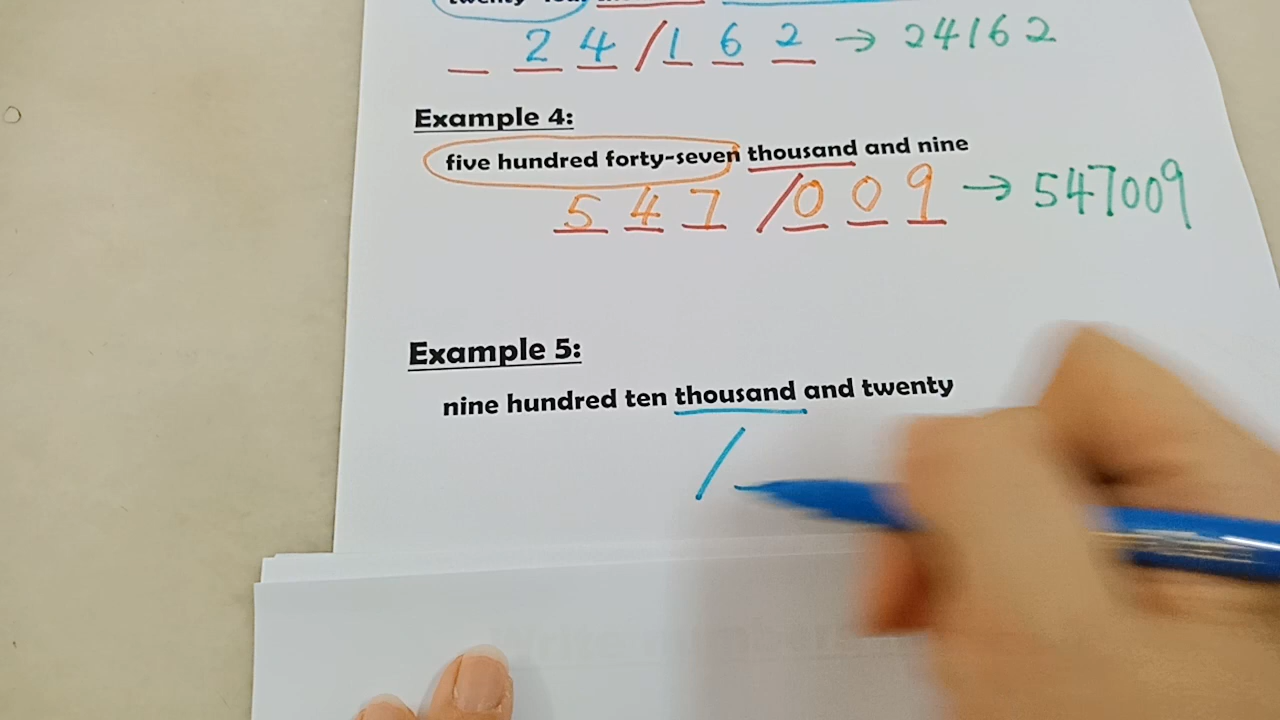 2 4 / 1 6 2 → 24162
Example 4:
five hundred forty-seven thousand and nine
5 4 7 / 0 0 9 → 547009
Example 5:
nine hundred ten thousand and twenty
/